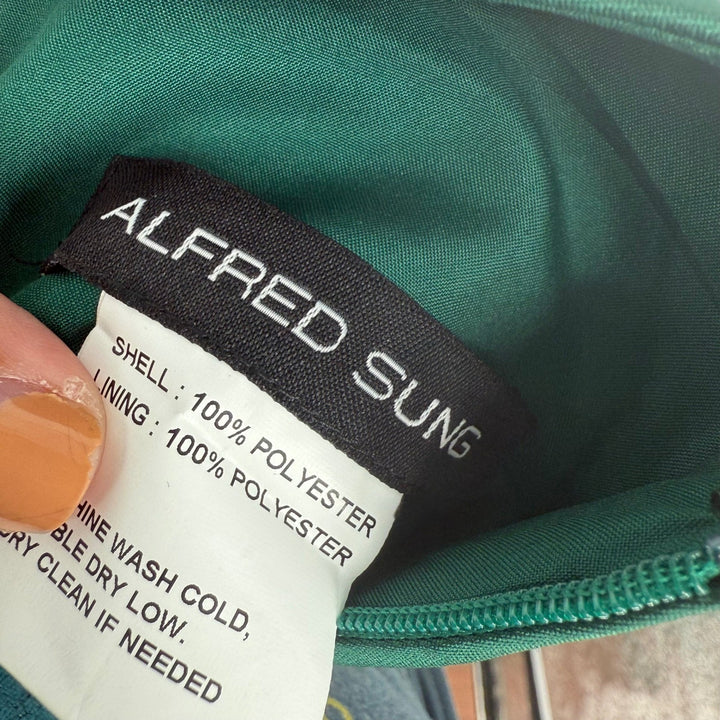 ALFRED SUNG
SHELL : 100% POLYESTER
LINING : 100% POLYESTER
HINE WASH COLD,
BLE DRY LOW.
DRY CLEAN IF NEEDED